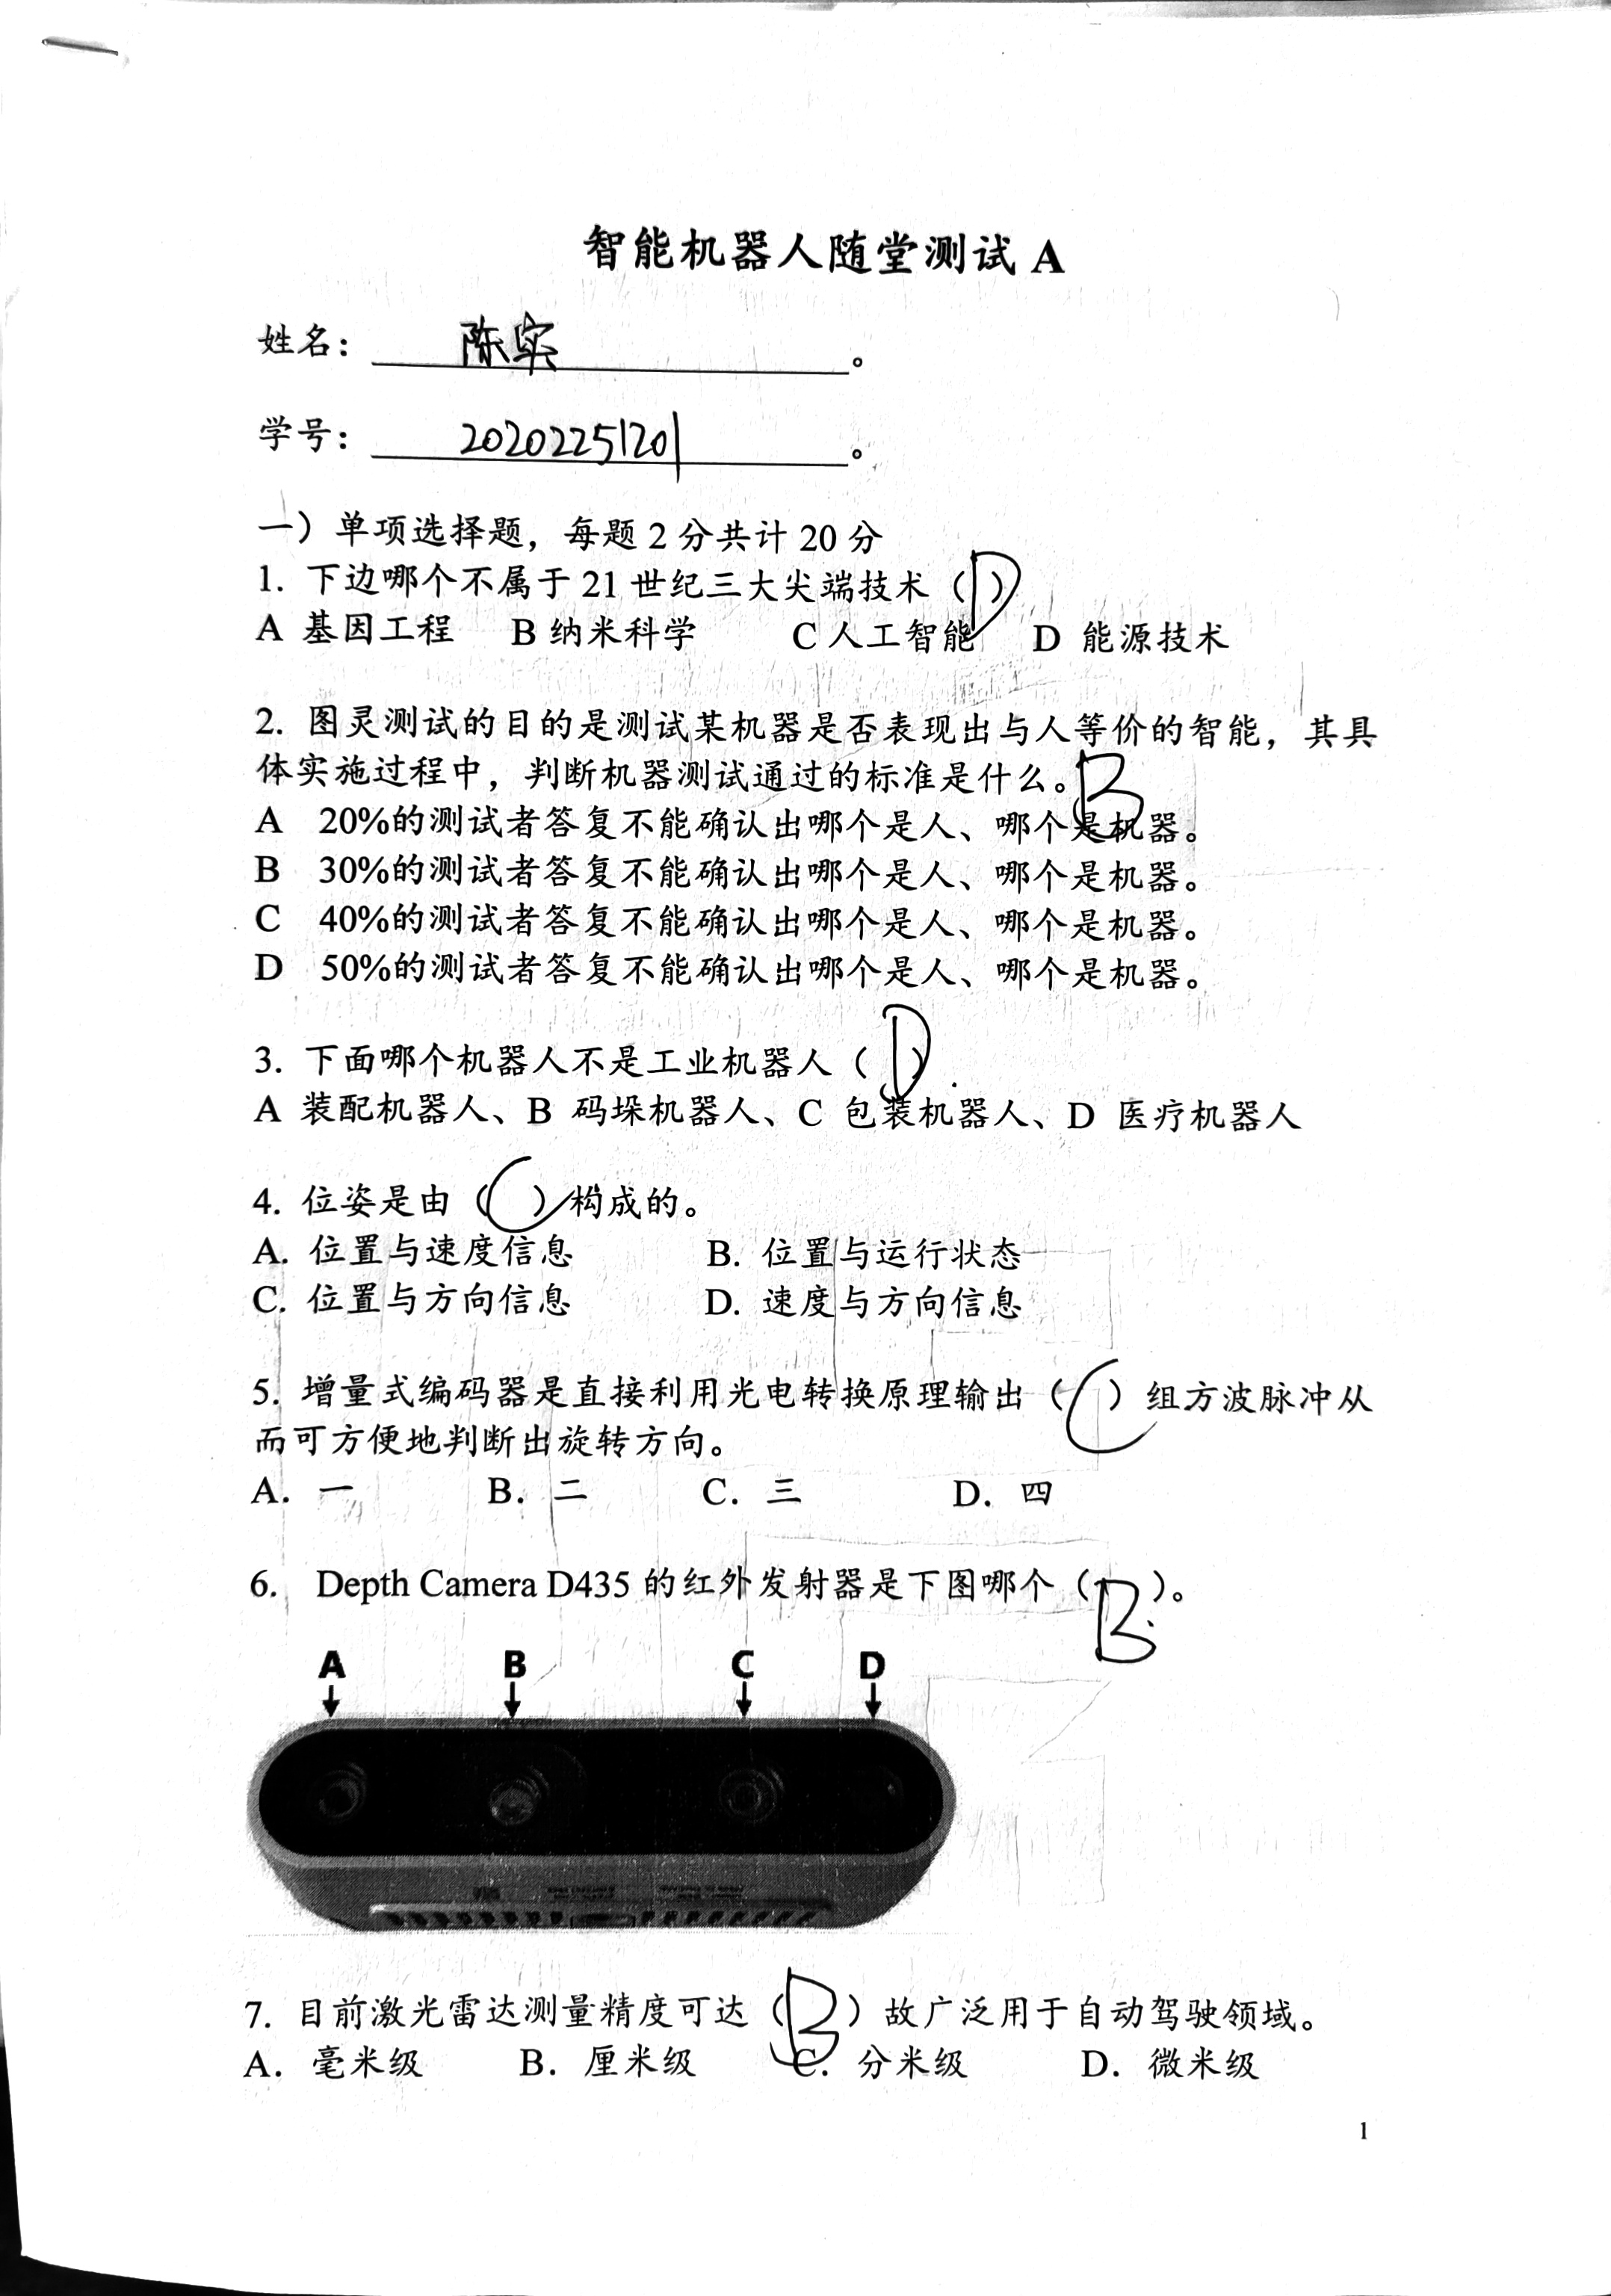 智能机器人随堂测试 A
姓名： 陈实 。
学号： 2020225120１ 。
一）单项选择题，每题 2 分共计 20 分
1. 下边哪个不属于 21 世纪三大尖端技术（D）
A 基因工程 B 纳米科学 C 人工智能 D 能源技术
2. 图灵测试的目的是测试某机器是否表现出与人等价的智能，其具
体实施过程中，判断机器测试通过的标准是什么。B
A 20%的测试者答复不能确认出哪个是人、哪个是机器。
B 30%的测试者答复不能确认出哪个是人、哪个是机器。
C 40%的测试者答复不能确认出哪个是人、哪个是机器。
D 50%的测试者答复不能确认出哪个是人、哪个是机器。
3. 下面哪个机器人不是工业机器人（D）
A 装配机器人、B 码垛机器人、C 包装机器人、D 医疗机器人
4. 位姿是由（C）构成的。
A. 位置与速度信息 B. 位置与运行状态
C. 位置与方向信息 D. 速度与方向信息
5. 增量式编码器是直接利用光电转换原理输出（C）组方波脉冲从
而可方便地判断出旋转方向。
A. 一 B. 二 C. 三 D. 四
6. Depth Camera D435 的红外发射器是下图哪个（B）。
A B C D
7. 目前激光雷达测量精度可达（B）故广泛用于自动驾驶领域。
A. 毫米级 B. 厘米级 C. 分米级 D. 微米级
1